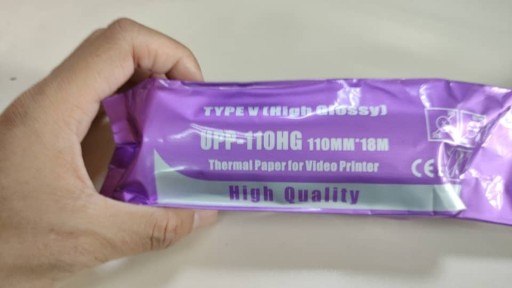 TYPE V (High Glossy)
UPP-110HG 110MM*18M
Thermal Paper for Video Printer
CE
High Quality